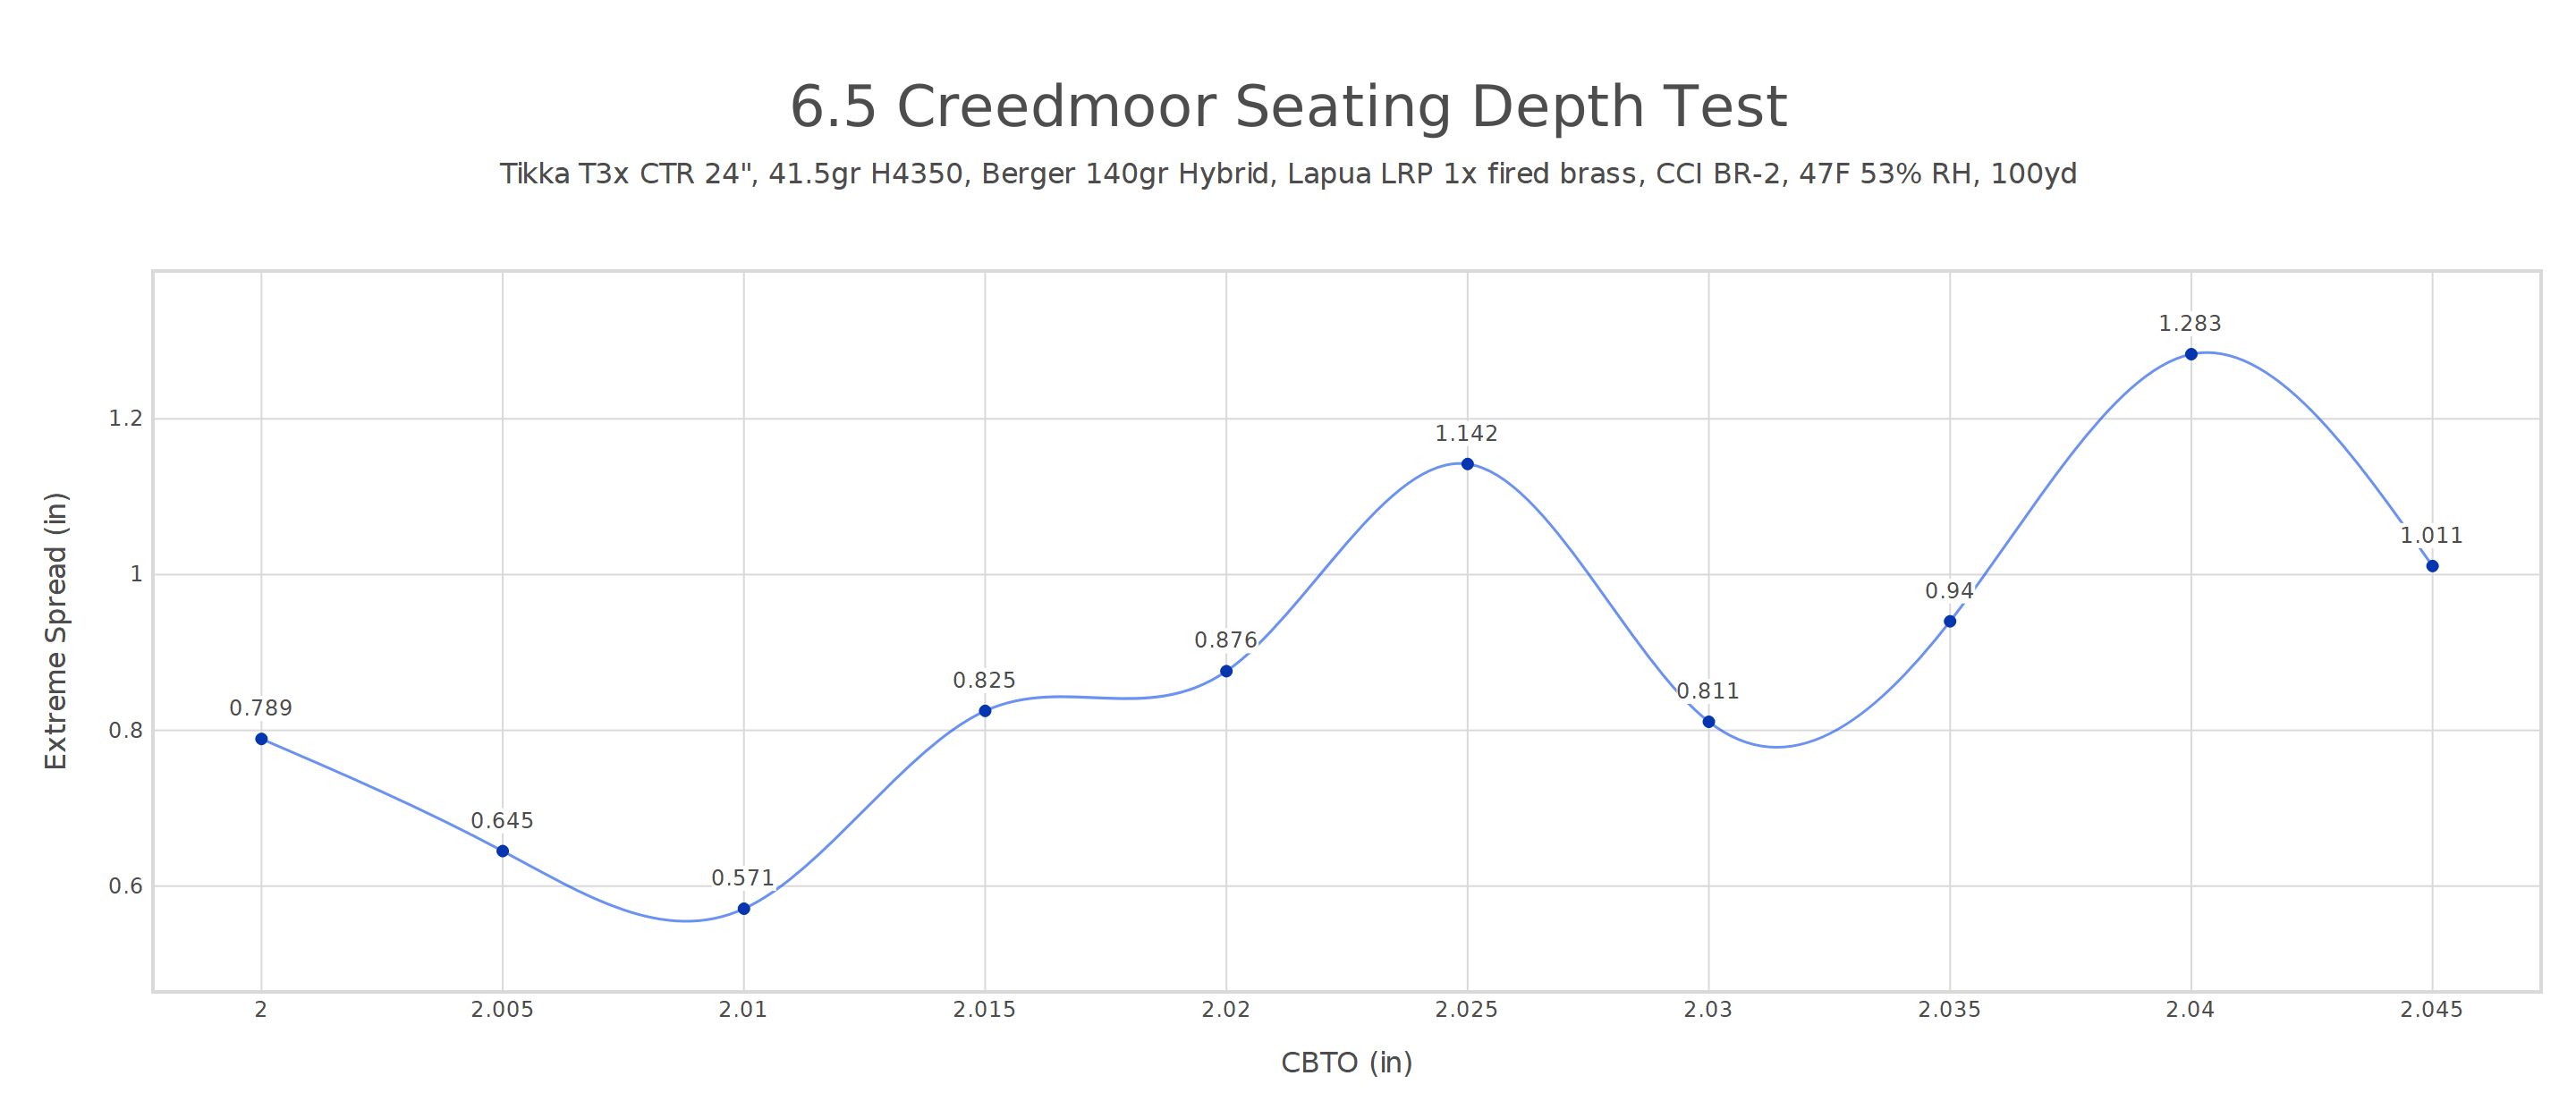 6.5 Creedmoor Seating Depth Test
Tikka T3x CTR 24", 41.5gr H4350, Berger 140gr Hybrid, Lapua LRP 1x fired brass, CCI BR-2, 47F 53% RH, 100yd
Extreme Spread (in)
1.2
1
0.8
0.6
0.789
0.645
0.571
0.825
0.876
1.142
0.811
0.94
1.283
1.011
2 2.005 2.01 2.015 2.02 2.025 2.03 2.035 2.04 2.045
CBTO (in)